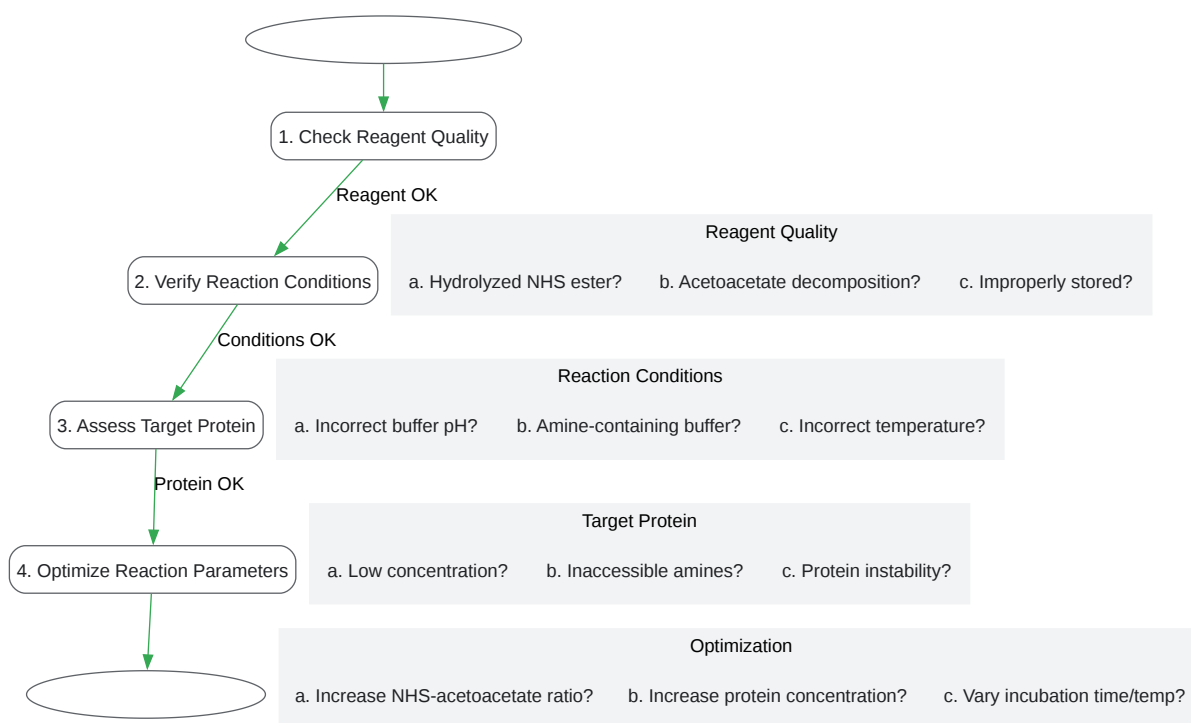 1. Check Reagent Quality
Reagent OK
Reagent Quality
2. Verify Reaction Conditions
a. Hydrolyzed NHS ester? b. Acetoacetate decomposition? c. Improperly stored?
Conditions OK
Reaction Conditions
3. Assess Target Protein
a. Incorrect buffer pH? b. Amine-containing buffer? c. Incorrect temperature?
Protein OK
Target Protein
4. Optimize Reaction Parameters
a. Low concentration? b. Inaccessible amines? c. Protein instability?
Optimization
a. Increase NHS-acetoacetate ratio? b. Increase protein concentration? c. Vary incubation time/temp?